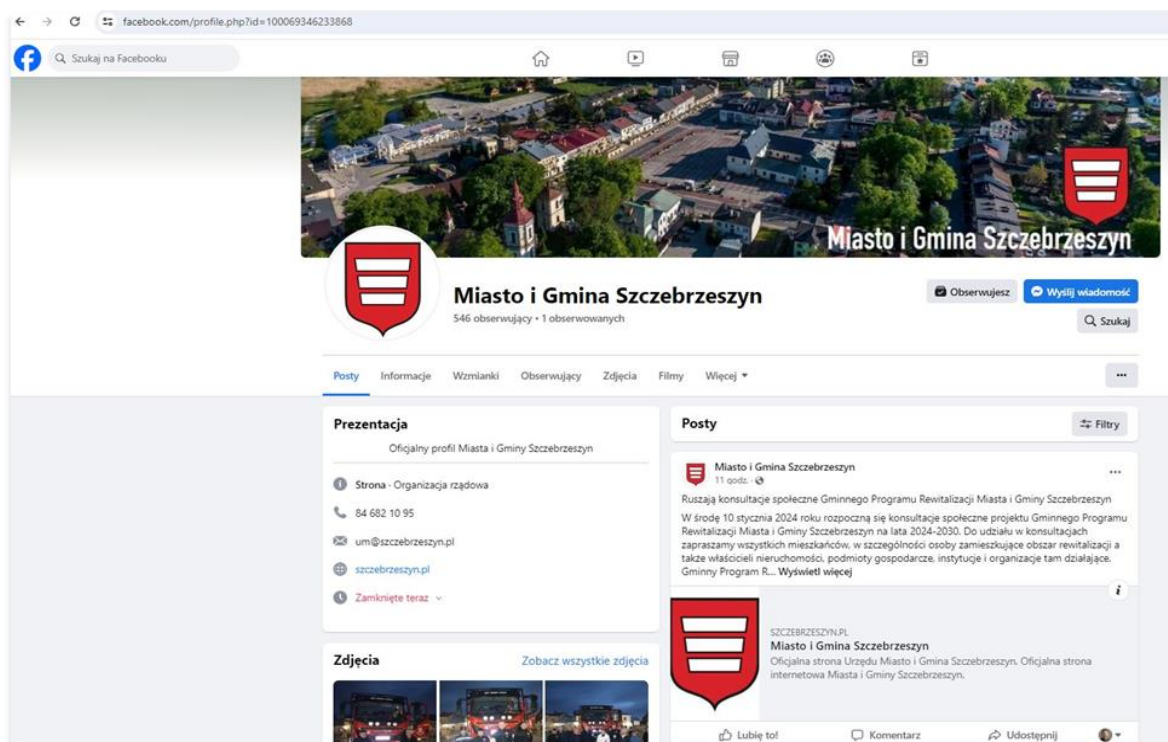 facebook.com/profile.php?id=100069346233868
Szukaj na Facebooku
Miasto i Gmina Szczebrzeszyn
Miasto i Gmina Szczebrzeszyn
546 obserwujący • 1 obserwowanych
Obserwujesz
Wyślij wiadomość
Szukaj
Posty Informacje Wzmianki Obserwujący Zdjęcia Filmy Więcej
Prezentacja
Oficjalny profil Miasta i Gminy Szczebrzeszyn
Strona · Organizacja rządowa
84 682 10 95
um@szczebrzeszyn.pl
szczebrzeszyn.pl
Zamknięte teraz
Zdjęcia
Zobacz wszystkie zdjęcia
Posty
Filtry
Miasto i Gmina Szczebrzeszyn
11 godz. ·
Ruszają konsultacje społeczne Gminnego Programu Rewitalizacji Miasta i Gminy Szczebrzeszyn
W środę 10 stycznia 2024 roku rozpoczną się konsultacje społeczne projektu Gminnego Programu
Rewitalizacji Miasta i Gminy Szczebrzeszyn na lata 2024-2030. Do udziału w konsultacjach
zapraszamy wszystkich mieszkańców, w szczególności osoby zamieszkujące obszar rewitalizacji a
także właścicieli nieruchomości, podmioty gospodarcze, instytucje i organizacje tam działające.
Gminny Program R... Wyświetl więcej
SZCZEBRZESZYN.PL
Miasto i Gmina Szczebrzeszyn
Oficjalna strona Urzędu Miasto i Gmina Szczebrzeszyn. Oficjalna strona
internetowa Miasta i Gminy Szczebrzeszyn.
Lubię to!
Komentarz
Udostępnij